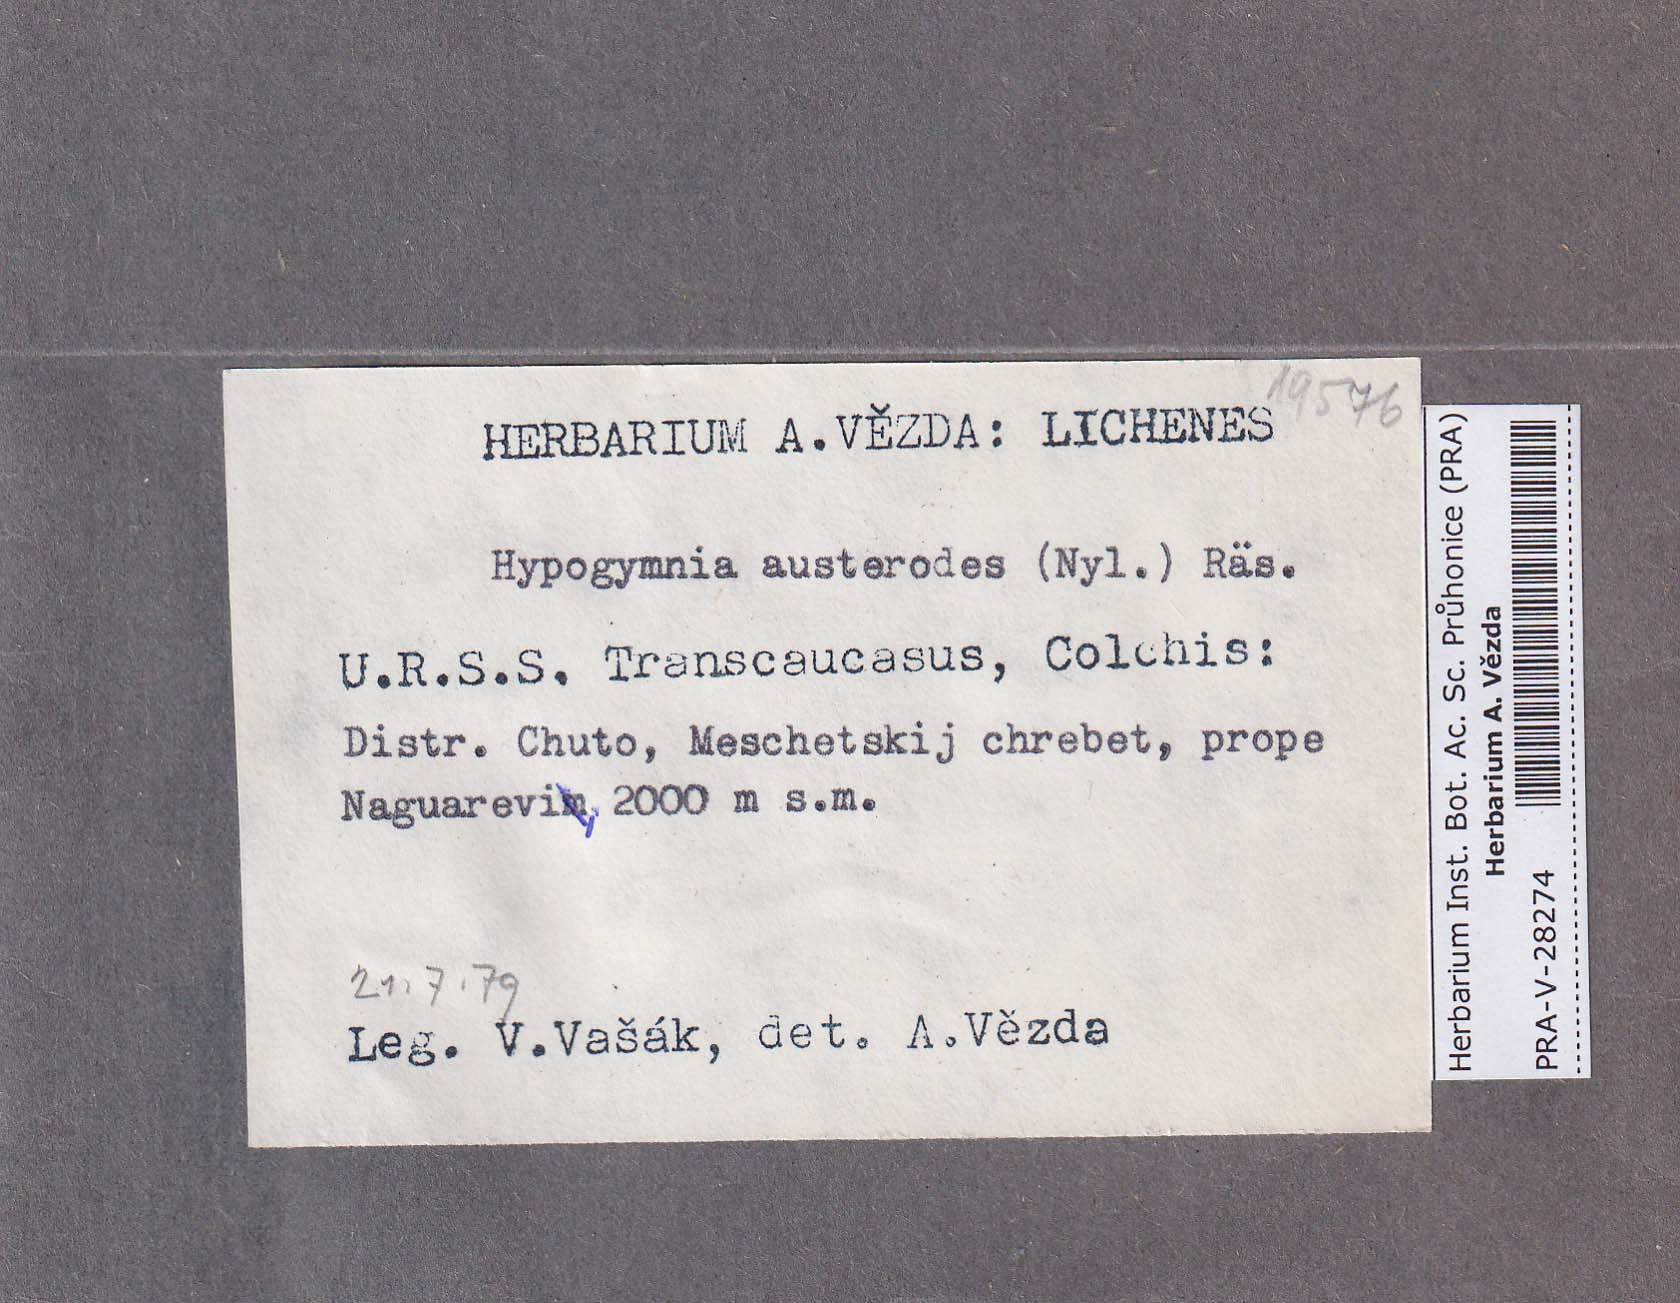 19576
HERBARIUM A.VĚZDA: LICHENES
Hypogymnia austerodes (Nyl.) Räs.
U.R.S.S. Transcaucasus, Colchis:
Distr. Chuto, Meschetskij chrebet, prope
Naguarevi, 2000 m s.m.
21.7.79
Leg. V.Vašák, det. A.Vězda
Herbarium Inst. Bot. Ac. Sc. Průhonice (PRA)
Herbarium A. Vězda
PRA-V-28274